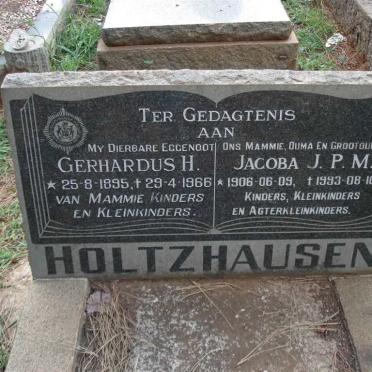 TER GEDAGTENIS
AAN
MY DIERBARE EGGENOOT
GERHARDUS H.
★ 25-8-1895, † 29-4-1966
VAN MAMMIE KINDERS
EN KLEINKINDERS.
ONS MAMMIE, OUMA EN GROOTOU
JACOBA J. P. M.
★ 1906-06-09, † 1993-08-10
KINDERS, KLEINKINDERS
EN AGTERKLEINKINDERS.
HOLTZHAUSEN